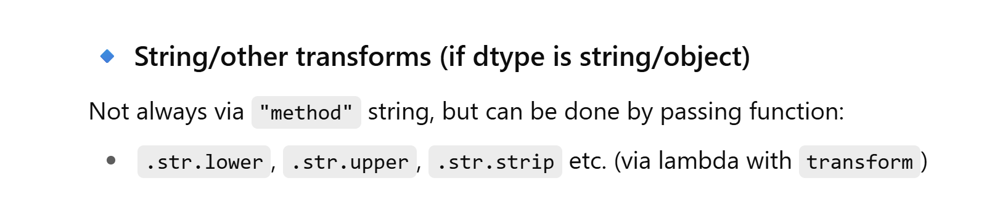 🔹 String/other transforms (if dtype is string/object)
Not always via "method" string, but can be done by passing function:
• .str.lower, .str.upper, .str.strip etc. (via lambda with transform)